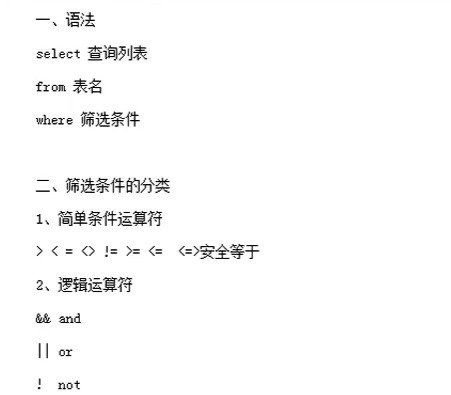 一、语法
select 查询列表
from 表名
where 筛选条件
二、筛选条件的分类
1、简单条件运算符
> < = <> != >= <=  <=>安全等于
2、逻辑运算符
&& and
|| or
!  not